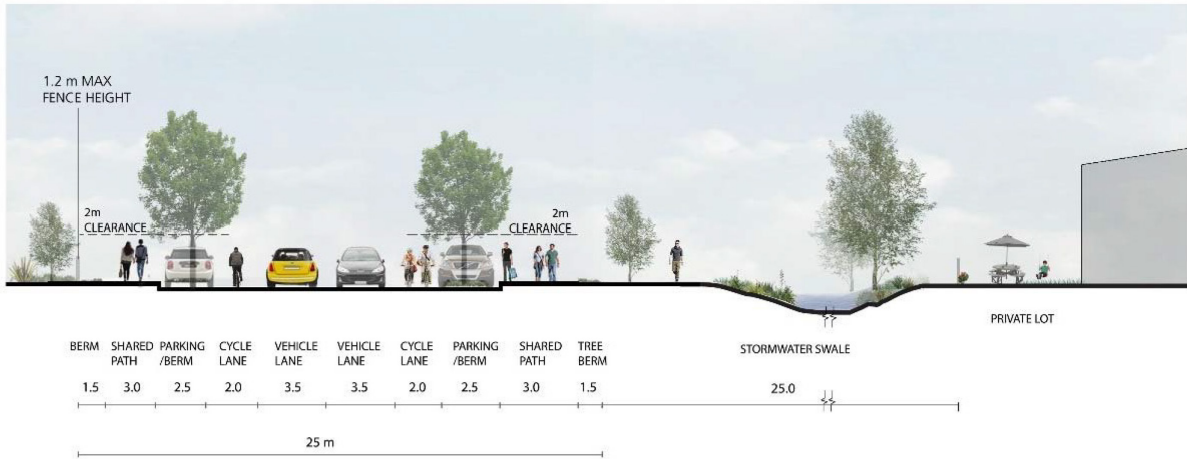 1.2 m MAX
FENCE HEIGHT
2m
CLEARANCE
2m
CLEARANCE
PRIVATE LOT
BERM SHARED PARKING CYCLE VEHICLE VEHICLE CYCLE PARKING SHARED TREE
PATH /BERM LANE LANE LANE LANE /BERM PATH BERM
STORMWATER SWALE
1.5 3.0 2.5 2.0 3.5 3.5 2.0 2.5 3.0 1.5 25.0
25 m